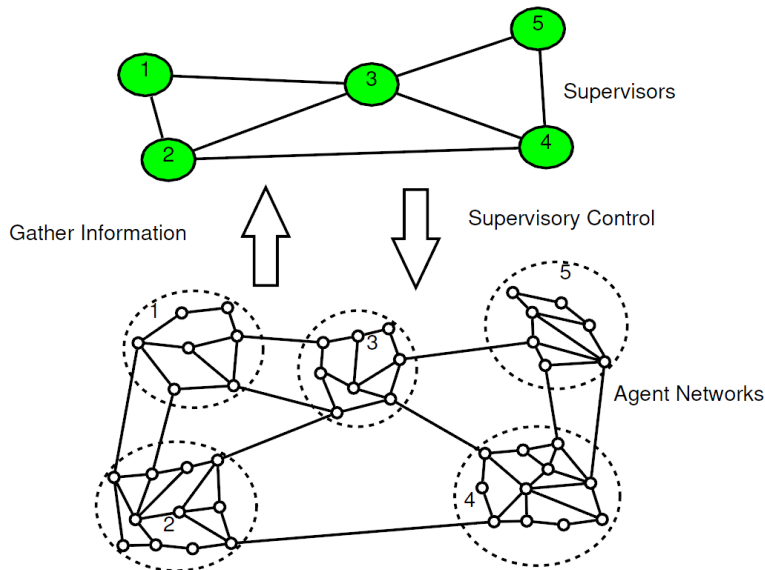 5
1
3
Supervisors
2
4
Gather Information
Supervisory Control
5
1
3
Agent Networks
4
2